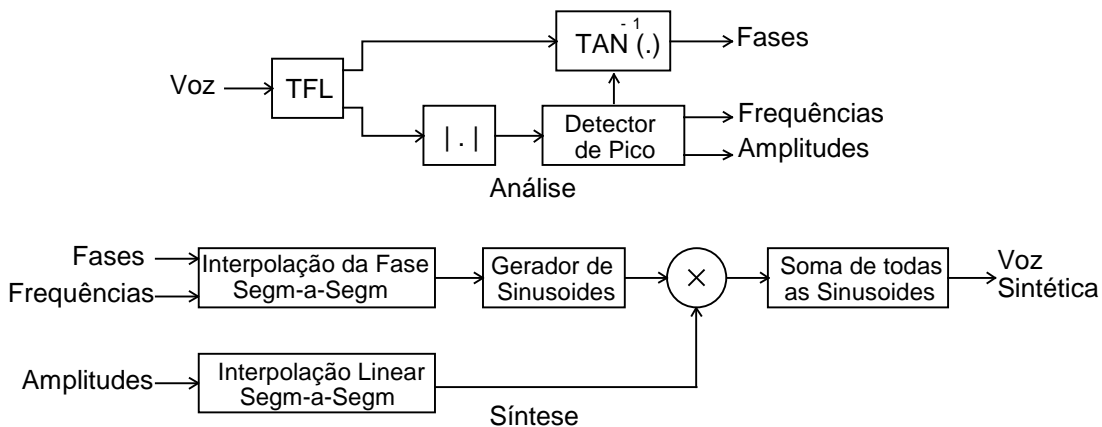 Voz
TFL
TAN⁻¹(.)
Fases
| . |
Detector
de Pico
Frequências
Amplitudes
Análise
Fases
Frequências
Interpolação da Fase
Segm-a-Segm
Gerador de
Sinusoides
×
Soma de todas
as Sinusoides
Voz
Sintética
Amplitudes
Interpolação Linear
Segm-a-Segm
Síntese